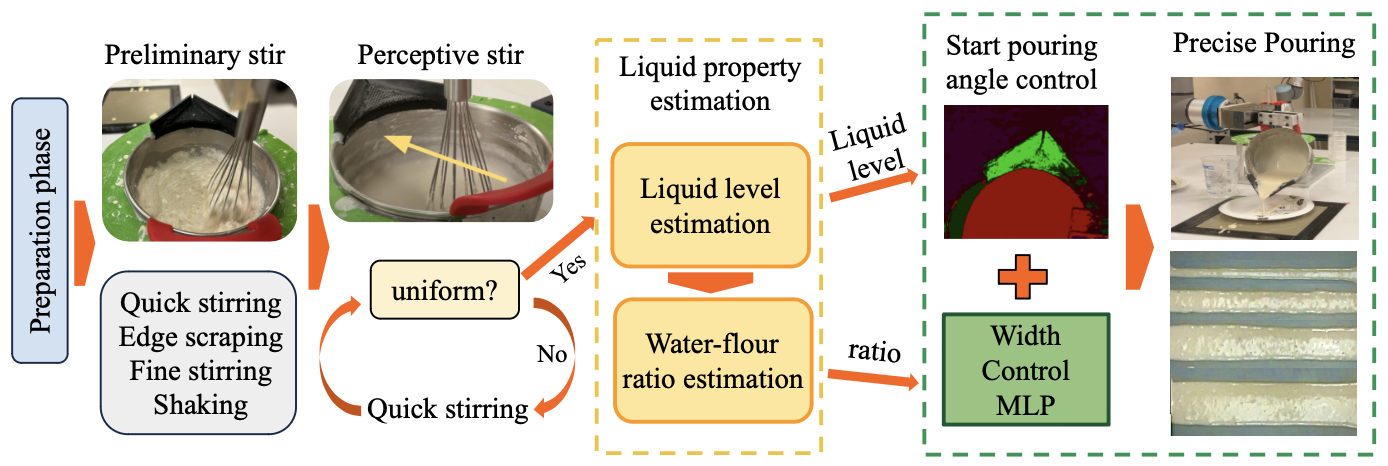 Preparation phase
Preliminary stir
Quick stirring
Edge scraping
Fine stirring
Shaking
Perceptive stir
uniform?
Yes
No
Quick stirring
Liquid property
estimation
Liquid level
estimation
Water-flour
ratio estimation
Liquid
level
ratio
Start pouring
angle control
Width
Control
MLP
Precise Pouring